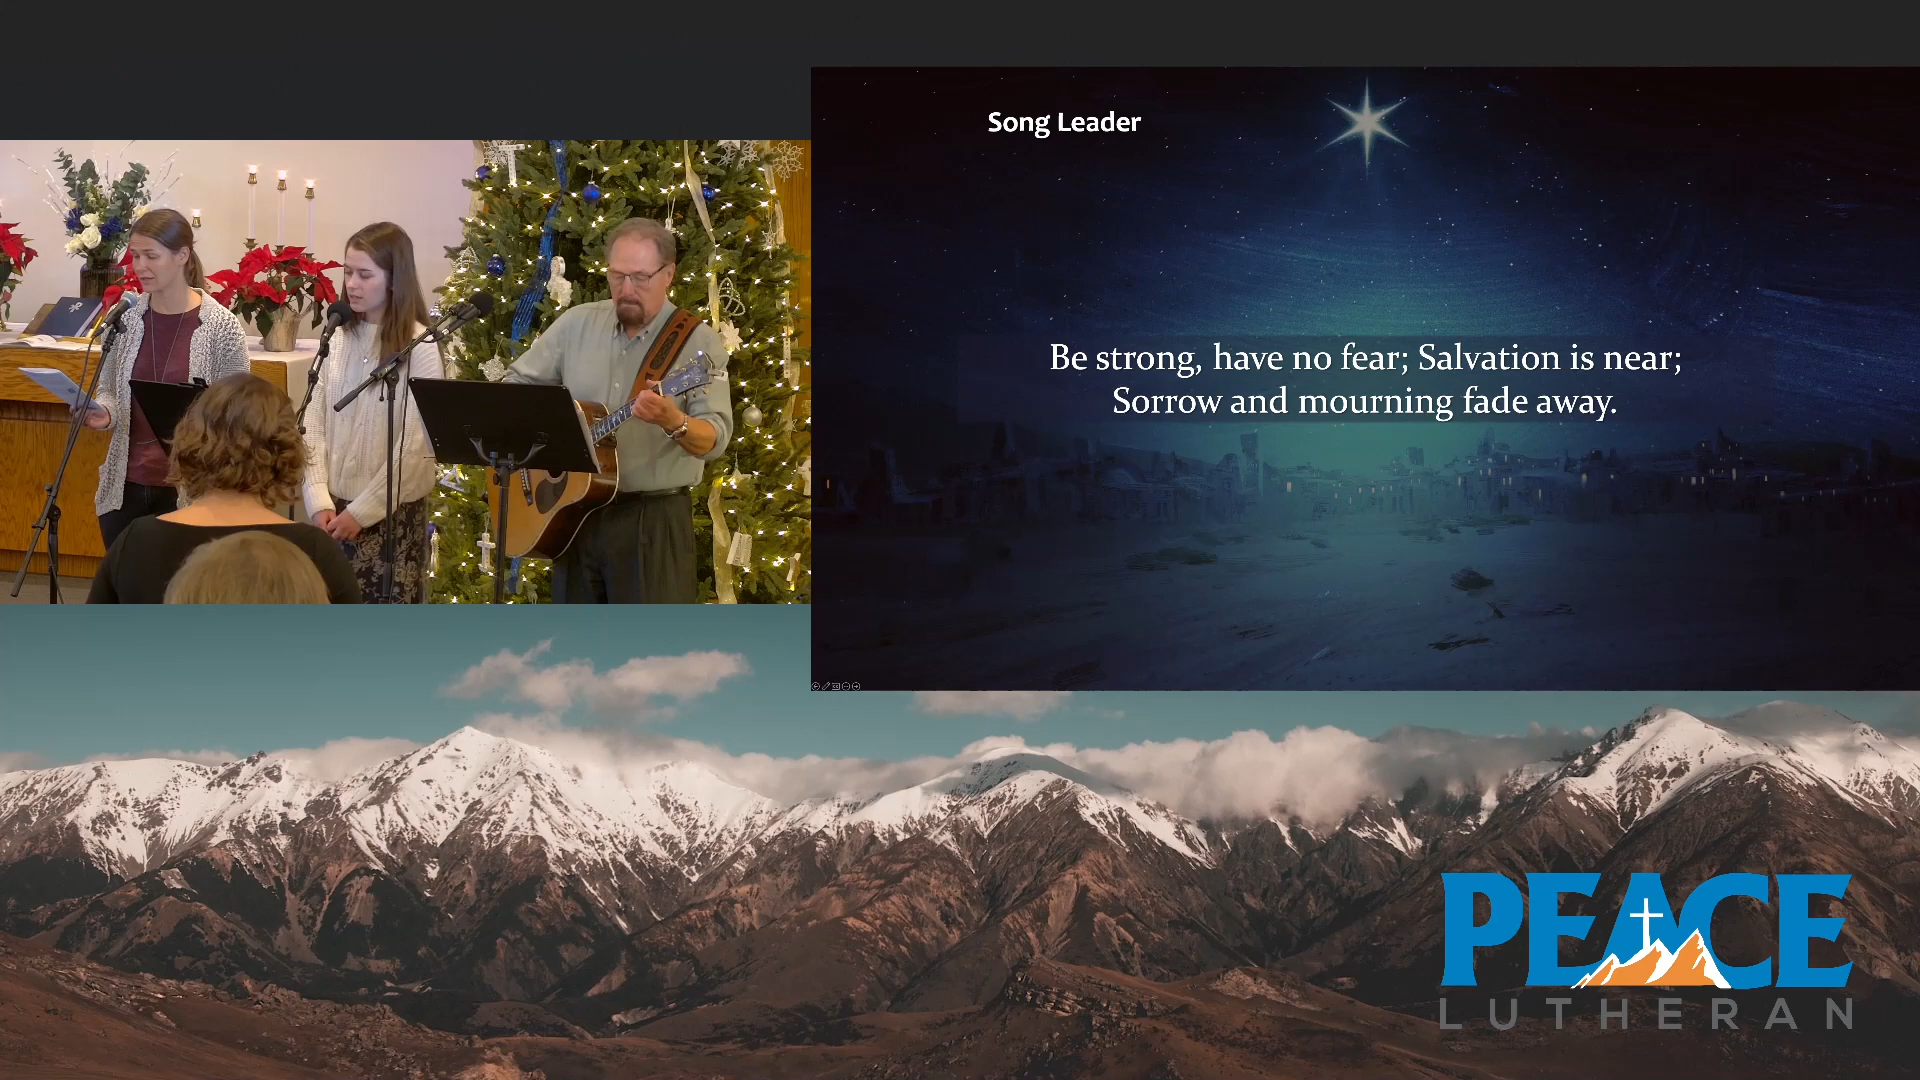 Song Leader
Be strong, have no fear; Salvation is near;
Sorrow and mourning fade away.
PEACE
LUTHERAN